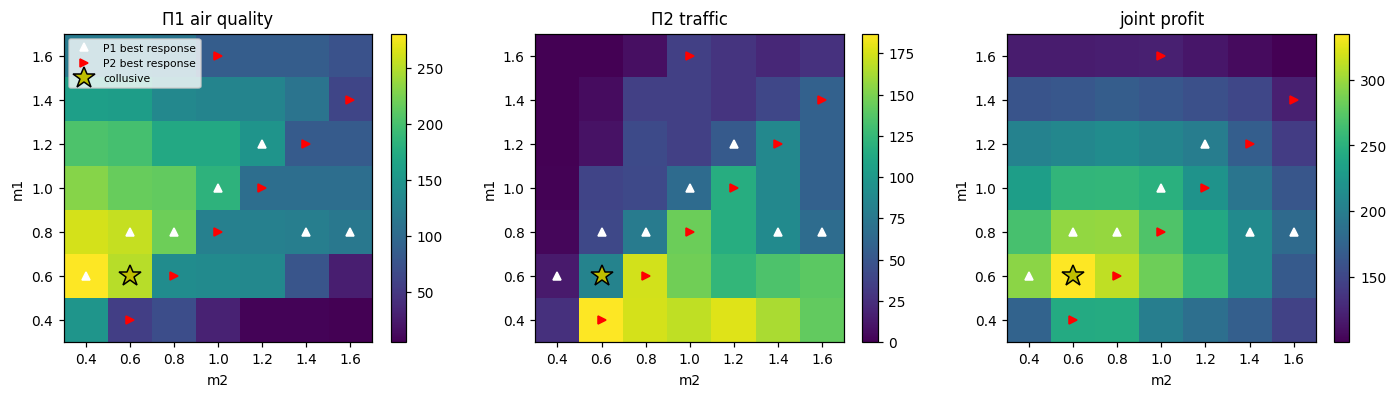 Π1 air quality
P1 best response
P2 best response
collusive
m1
1.6
1.4
1.2
1.0
0.8
0.6
0.4
0.4 0.6 0.8 1.0 1.2 1.4 1.6
m2
250
200
150
100
50
Π2 traffic
1.6
1.4
1.2
1.0
0.8
0.6
0.4
m1
0.4 0.6 0.8 1.0 1.2 1.4 1.6
m2
175
150
125
100
75
50
25
0
joint profit
1.6
1.4
1.2
1.0
0.8
0.6
0.4
m1
0.4 0.6 0.8 1.0 1.2 1.4 1.6
m2
300
250
200
150